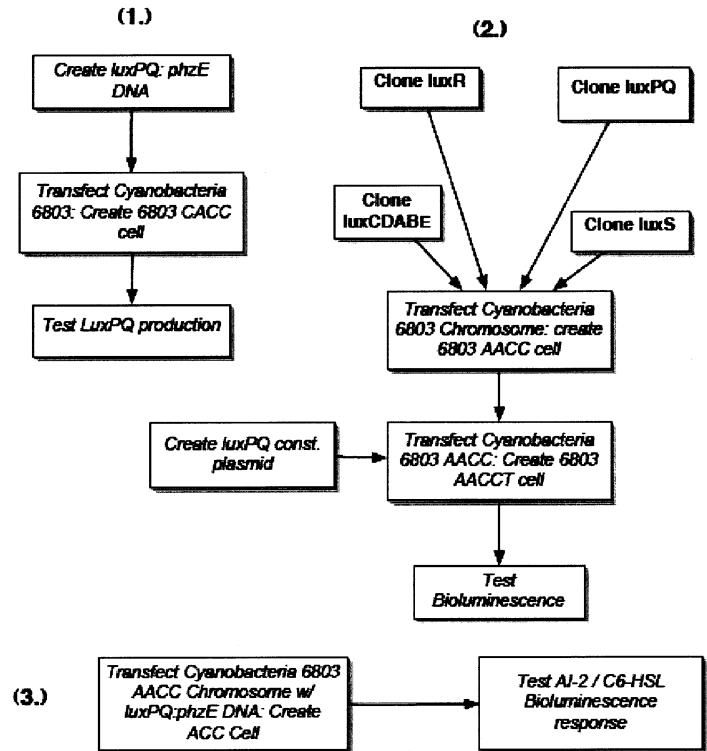 (1.)
Create luxPQ: phzE
DNA
Transfect Cyanobacteria
6803: Create 6803 CACC
cell
Test LuxPQ production
(2.)
Clone luxR
Clone luxPQ
Clone
luxCDABE
Clone luxS
Transfect Cyanobacteria
6803 Chromosome: create
6803 AACC cell
Create luxPQ const.
plasmid
Transfect Cyanobacteria
6803 AACC: Create 6803
AACCT cell
Test
Bioluminescence
(3.)
Transfect Cyanobacteria 6803
AACC Chromosome w/
luxPQ:phzE DNA: Create
ACC Cell
Test AI-2 / C6-HSL
Bioluminescence
response